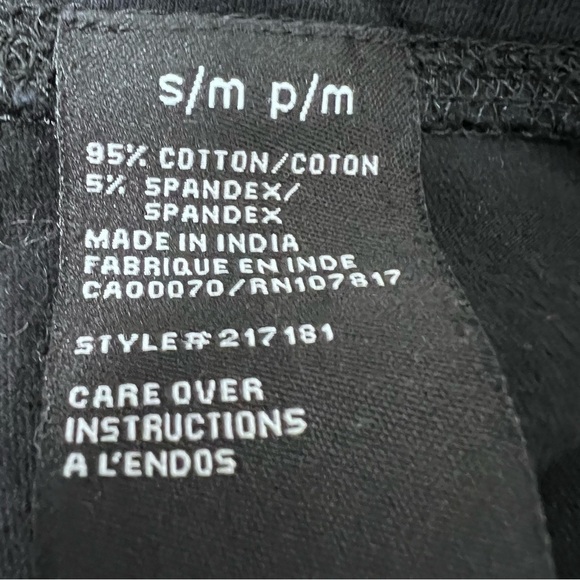 s/m p/m
95% COTTON/COTON
5% SPANDEX/
SPANDEX
MADE IN INDIA
FABRIQUE EN INDE
CA00070/RN107817
STYLE# 217181
CARE OVER
INSTRUCTIONS
A L'ENDOS